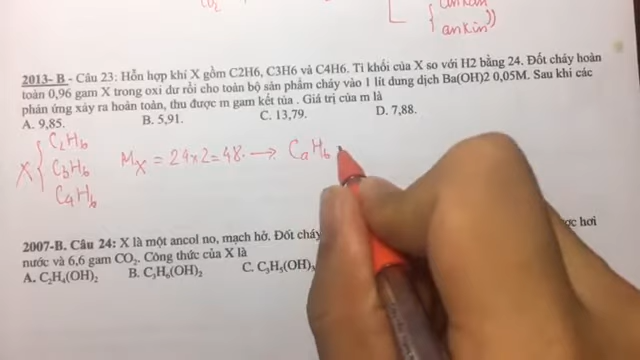 CO2
ankan
ankin))
2013- B - Câu 23: Hỗn hợp khí X gồm C2H6, C3H6 và C4H6. Tỉ khối của X so với H2 bằng 24. Đốt cháy hoàn
toàn 0,96 gam X trong oxi dư rồi cho toàn bộ sản phẩm cháy vào 1 lít dung dịch Ba(OH)2 0,05M. Sau khi các
phản ứng xảy ra hoàn toàn, thu được m gam kết tủa . Giá trị của m là
A. 9,85. B. 5,91. C. 13,79. D. 7,88.
X { C2H6 C3H6 C4H6
MX = 24x2 = 48. → CaH6
2007-B. Câu 24: X là một ancol no, mạch hở. Đốt cháy hơi
nước và 6,6 gam CO2. Công thức của X là
A. C2H4(OH)2 B. C3H6(OH)2 C. C3H5(OH)3